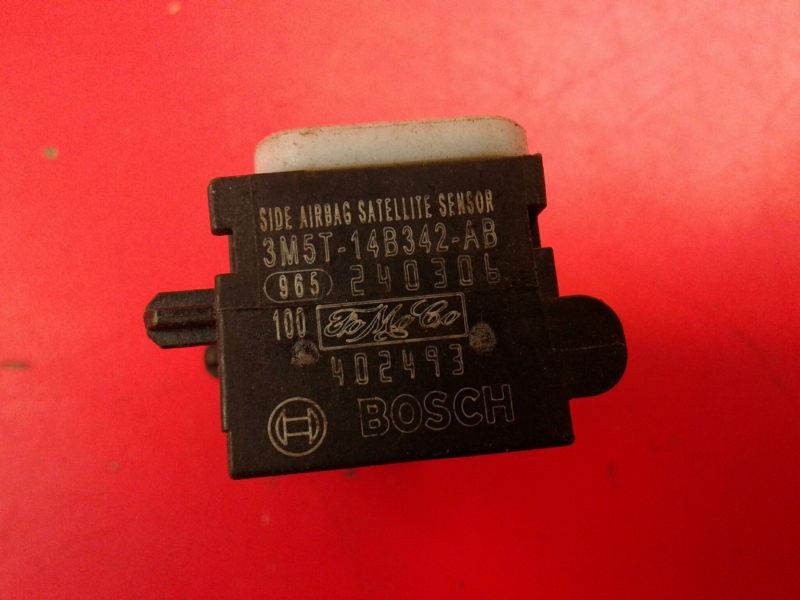 SIDE AIRBAG SATELLITE SENSOR
3M5T-14B342-AB
965 240306
100 FoMoCo
402493
BOSCH